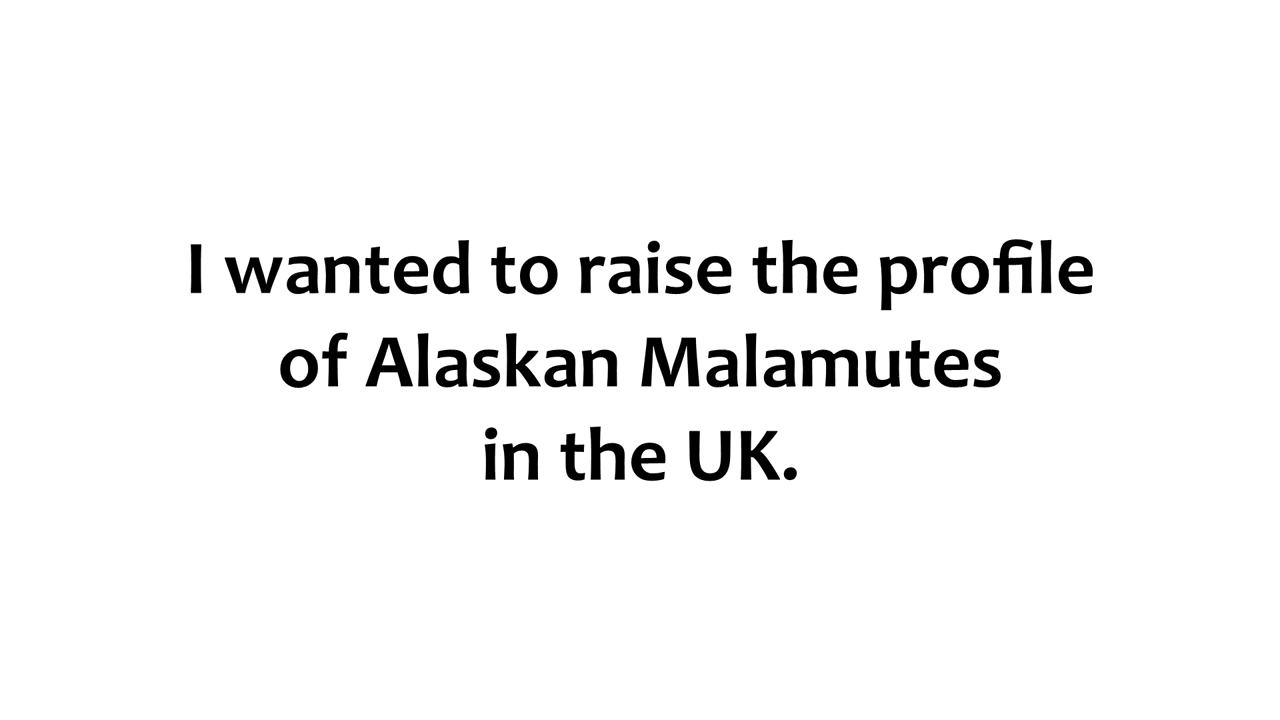 I wanted to raise the profile
of Alaskan Malamutes
in the UK.